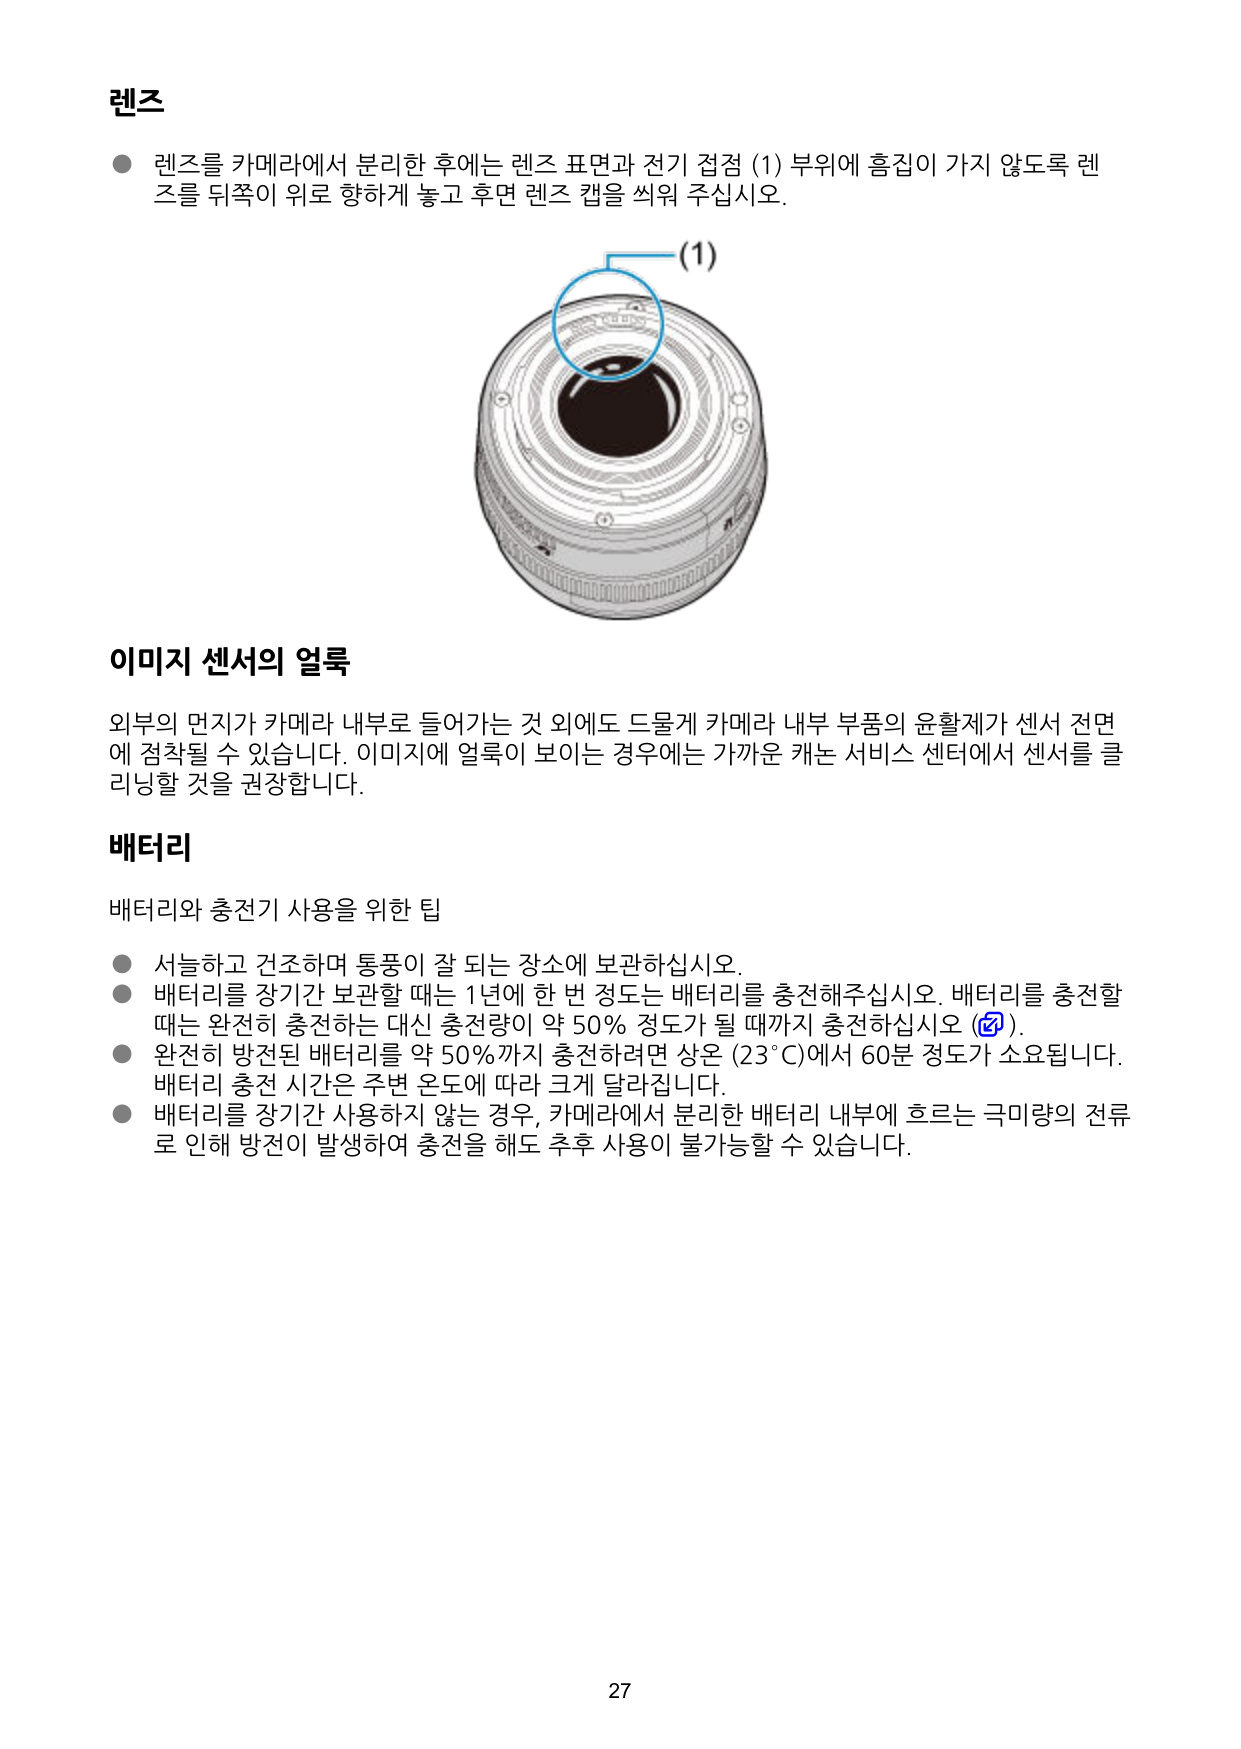 렌즈
● 렌즈를 카메라에서 분리한 후에는 렌즈 표면과 전기 접점 (1) 부위에 흠집이 가지 않도록 렌
즈를 뒤쪽이 위로 향하게 놓고 후면 렌즈 캡을 씌워 주십시오.
(1)
이미지 센서의 얼룩
외부의 먼지가 카메라 내부로 들어가는 것 외에도 드물게 카메라 내부 부품의 윤활제가 센서 전면
에 점착될 수 있습니다. 이미지에 얼룩이 보이는 경우에는 가까운 캐논 서비스 센터에서 센서를 클
리닝할 것을 권장합니다.
배터리
배터리와 충전기 사용을 위한 팁
● 서늘하고 건조하며 통풍이 잘 되는 장소에 보관하십시오.
● 배터리를 장기간 보관할 때는 1년에 한 번 정도는 배터리를 충전해주십시오. 배터리를 충전할
때는 완전히 충전하는 대신 충전량이 약 50% 정도가 될 때까지 충전하십시오 ( ).
● 완전히 방전된 배터리를 약 50%까지 충전하려면 상온 (23°C)에서 60분 정도가 소요됩니다.
배터리 충전 시간은 주변 온도에 따라 크게 달라집니다.
● 배터리를 장기간 사용하지 않는 경우, 카메라에서 분리한 배터리 내부에 흐르는 극미량의 전류
로 인해 방전이 발생하여 충전을 해도 추후 사용이 불가능할 수 있습니다.
27